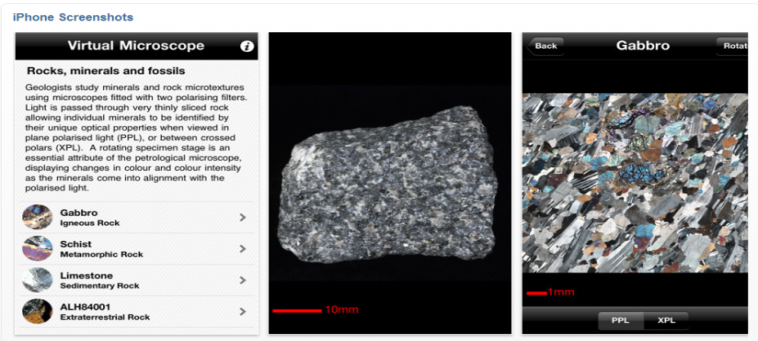 iPhone Screenshots
Virtual Microscope
i
Rocks, minerals and fossils
Geologists study minerals and rock microtextures
using microscopes fitted with two polarising filters.
Light is passed through very thinly sliced rock
allowing individual minerals to be identified by
their unique optical properties when viewed in
plane polarised light (PPL), or between crossed
polars (XPL). A rotating specimen stage is an
essential attribute of the petrological microscope,
displaying changes in colour and colour intensity
as the minerals come into alignment with the
polarised light.
Gabbro
Igneous Rock
Schist
Metamorphic Rock
Limestone
Sedimentary Rock
ALH84001
Extraterrestrial Rock
10mm
Back
Gabbro
Rotat
1mm
PPL
XPL